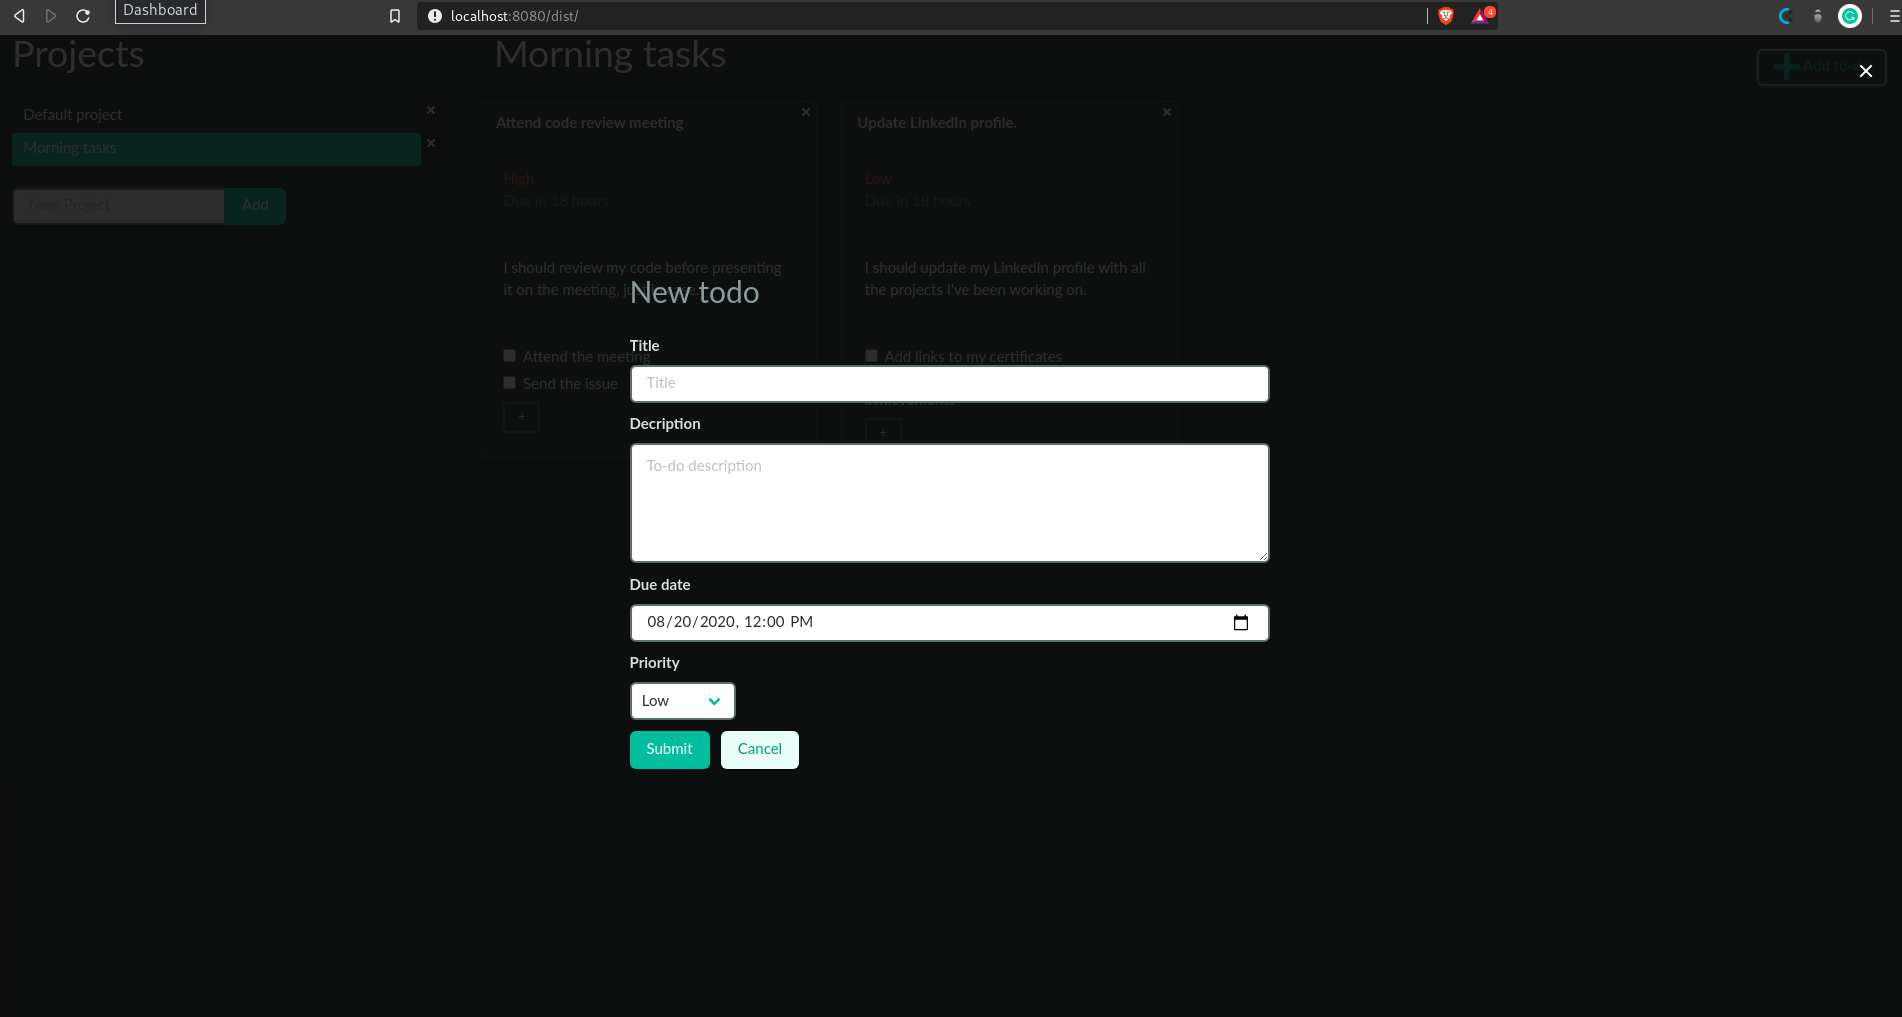 Dashboard
localhost:8080/dist/
4
Projects
Default project
Morning tasks
New Project
Add
Morning tasks
Add to-
Attend code review meeting
High
Due in 18 hours
I should review my code before presenting
it on the meeting,
Attend the meeting
Send the issue
+
Update LinkedIn profile.
Low
Due in 18 hours
I should update my LinkedIn profile with all
the projects I've been working on.
Add links to my certificates
+
New todo
Title
Title
Decription
To-do description
Due date
08/20/2020, 12:00 PM
Priority
Low
Submit
Cancel